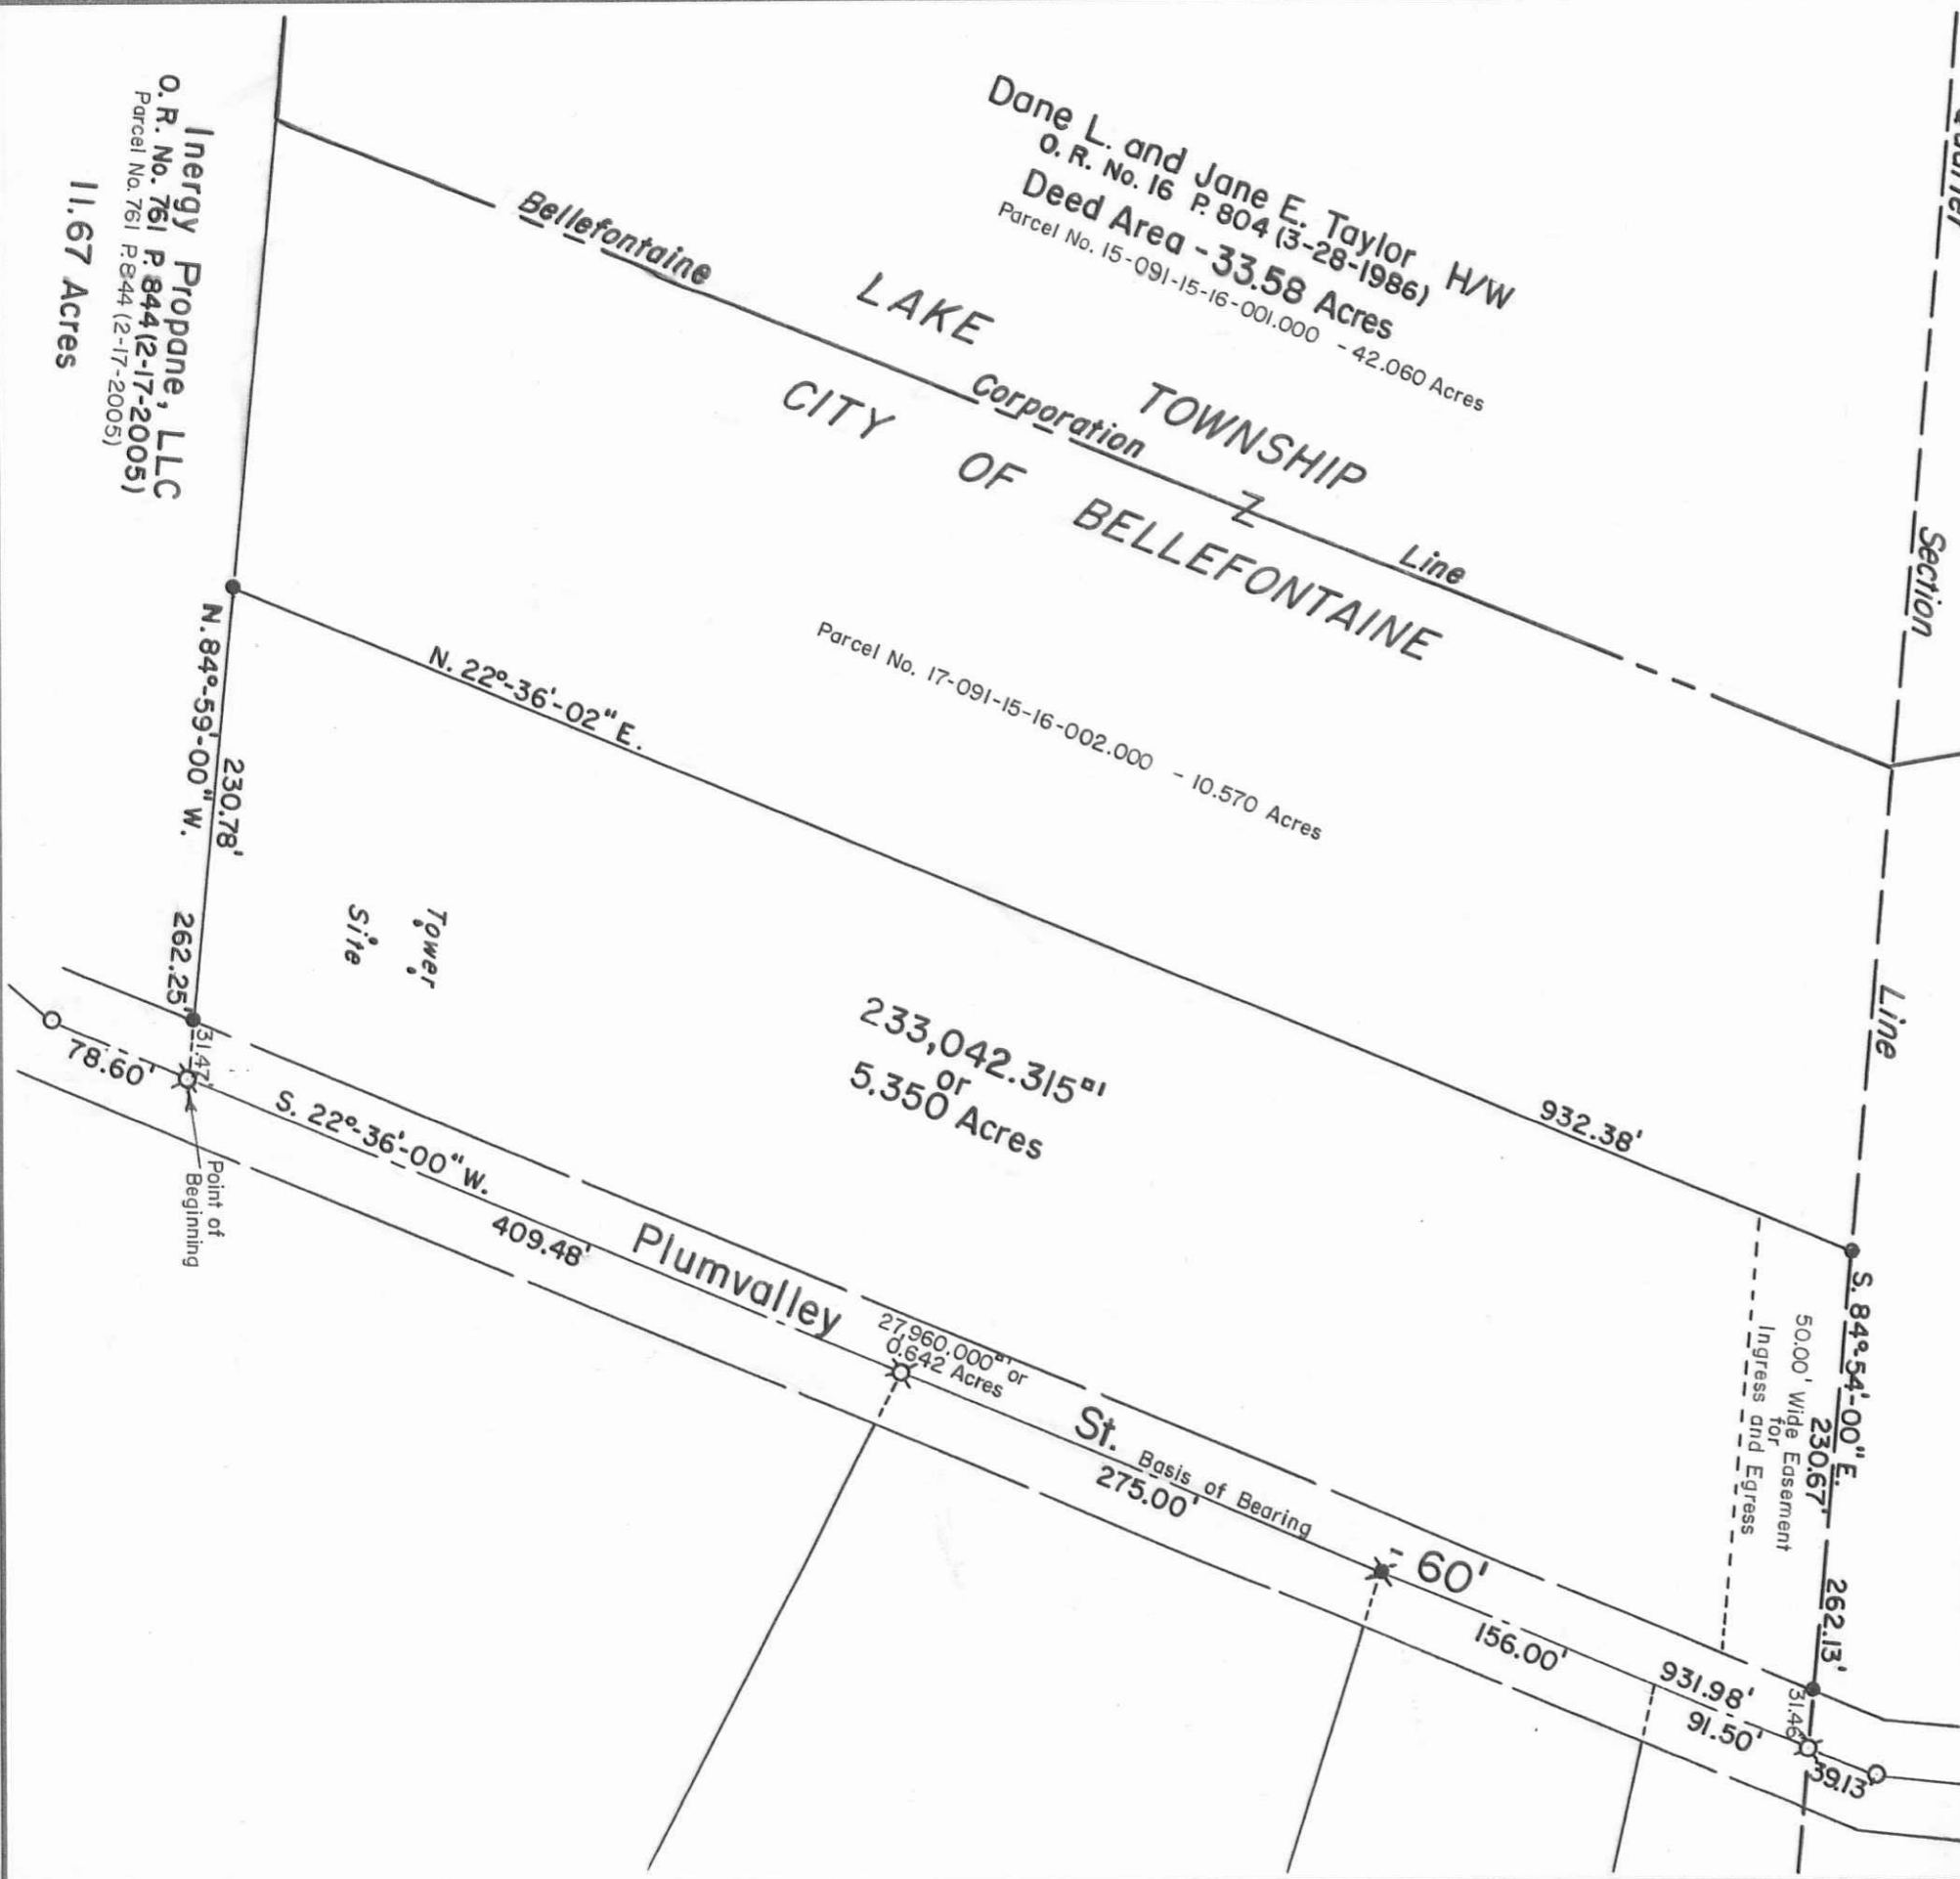 Dane L. and Jane E. Taylor H/W
O. R. No. 16 P. 804 (3-28-1986)
Deed Area - 33.58 Acres
Parcel No. 15-091-15-16-001.000 - 42.060 Acres
Inergy Propane, LLC
O. R. No. 761 P. 844 (2-17-2005)
Parcel No. 761 P. 844 (2-17-2005)
11.67 Acres
Bellefontaine Corporation Line
LAKE TOWNSHIP
CITY OF BELLEFONTAINE
Z
Section Line
Parcel No. 17-091-15-16-002.000 - 10.570 Acres
N. 22°-36'-02" E.
932.38'
N. 84°-59'-00" W.
230.78'
262.25'
31.47'
Tower
Site
233,042.315□'
or
5.350 Acres
S. 84°-54'-00" E.
230.67'
262.13'
31.46'
50.00' Wide Easement
for
Ingress and Egress
78.60'
Point of
Beginning
S. 22°-36'-00" W.
409.48'
Plumvalley St. - 60'
27,960.000□' or
0.642 Acres
Basis of Bearing
275.00'
156.00'
931.98'
91.50'
39.13'